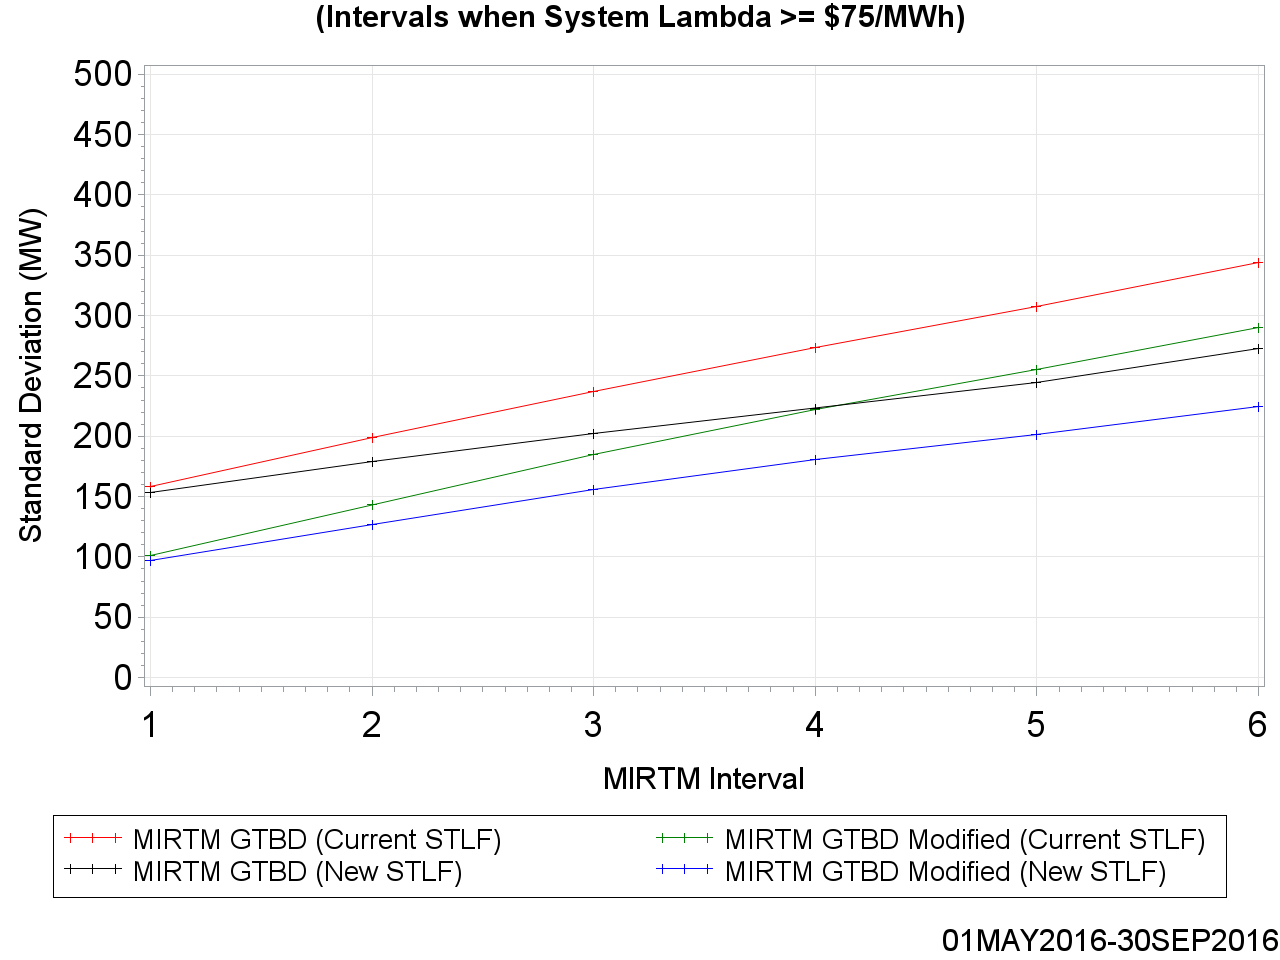 (Intervals when System Lambda >= $75/MWh)
500
450
400
350
300
250
200
150
100
50
0
Standard Deviation (MW)
1 2 3 4 5 6
MIRTM Interval
MIRTM GTBD (Current STLF) MIRTM GTBD Modified (Current STLF)
MIRTM GTBD (New STLF) MIRTM GTBD Modified (New STLF)
01MAY2016-30SEP2016